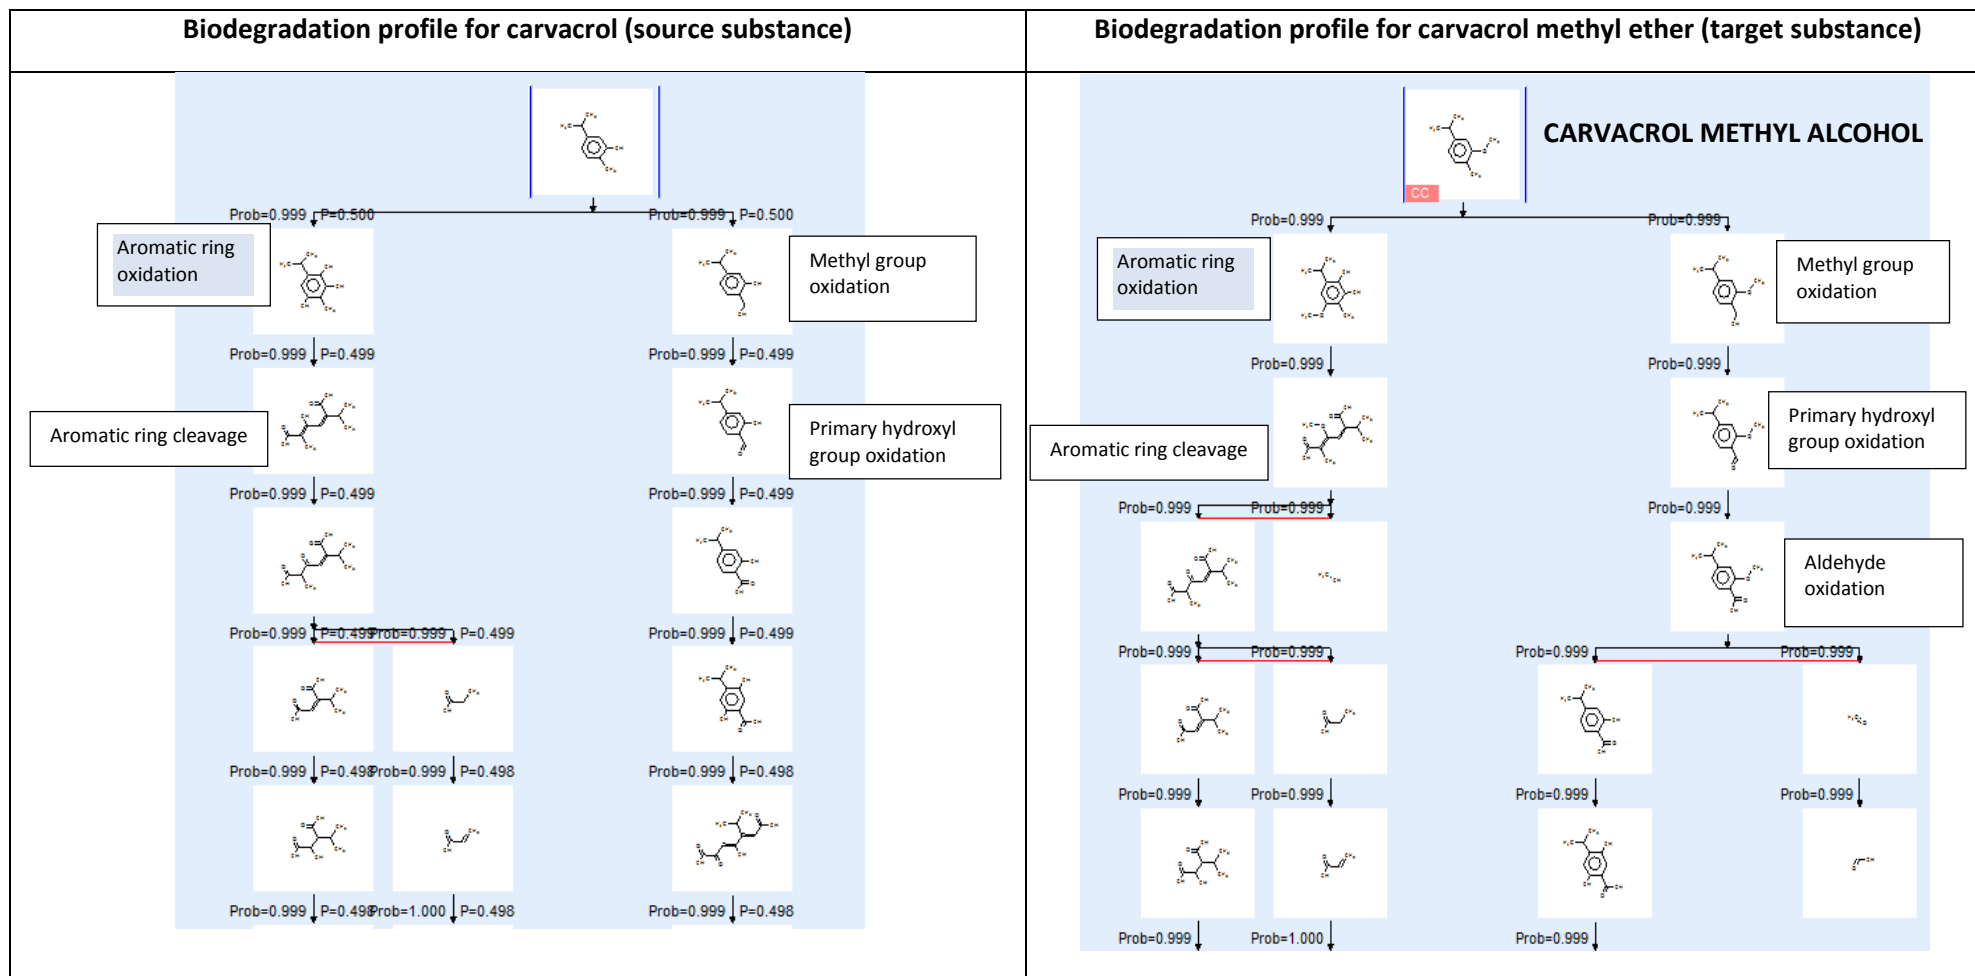 Biodegradation profile for carvacrol (source substance)
Biodegradation profile for carvacrol methyl ether (target substance)
Prob=0.999 P=0.500
Prob=0.999 P=0.500
Aromatic ring
oxidation
Methyl group
oxidation
Prob=0.999 P=0.499
Prob=0.999 P=0.499
Aromatic ring cleavage
Primary hydroxyl
group oxidation
Prob=0.999 P=0.499
Prob=0.999 P=0.499
Prob=0.999 P=0.499
Prob=0.999 P=0.499
Prob=0.999 P=0.499
Prob=0.999 P=0.498
Prob=0.999 P=0.498
Prob=0.999 P=0.498
Prob=0.999 P=0.498
Prob=1.000 P=0.498
Prob=0.999 P=0.498
CARVACROL METHYL ALCOHOL
CC
Prob=0.999
Prob=0.999
Aromatic ring
oxidation
Methyl group
oxidation
Prob=0.999
Prob=0.999
Aromatic ring cleavage
Primary hydroxyl
group oxidation
Prob=0.999
Prob=0.999
Prob=0.999
Aldehyde
oxidation
Prob=0.999
Prob=0.999
Prob=0.999
Prob=0.999
Prob=0.999
Prob=0.999
Prob=0.999
Prob=0.999
Prob=0.999
Prob=1.000
Prob=0.999